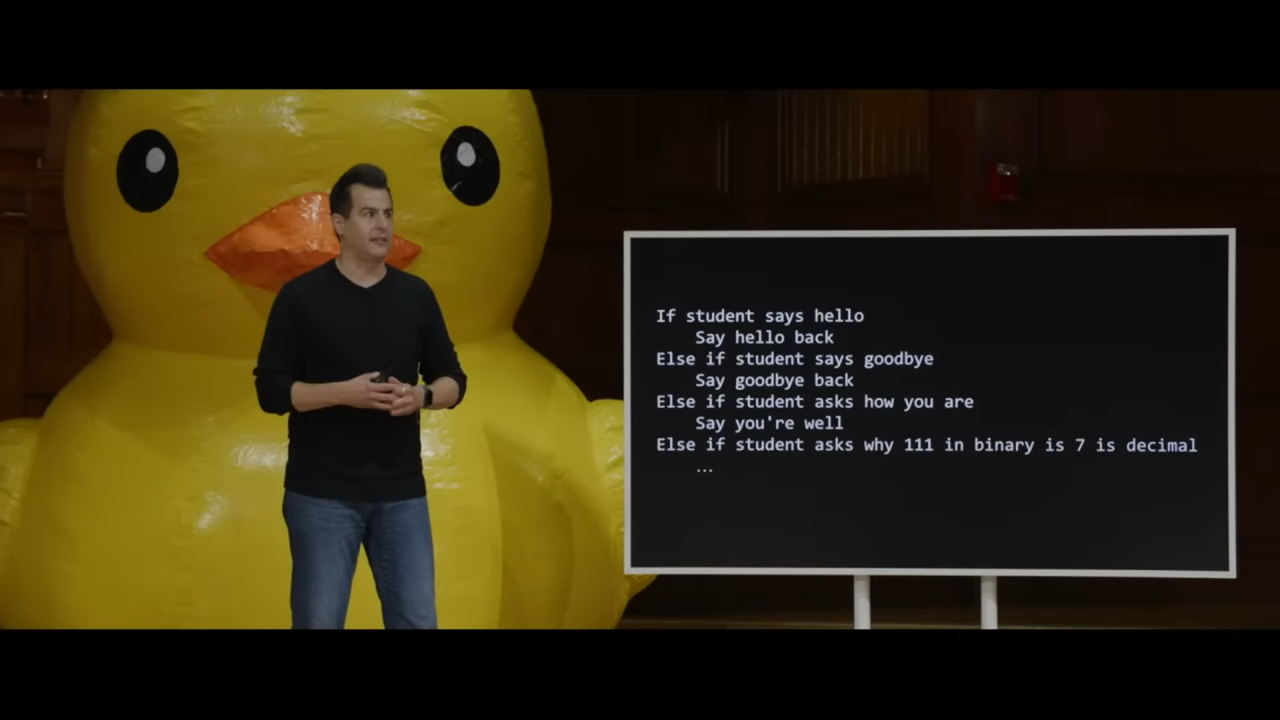 If student says hello
Say hello back
Else if student says goodbye
Say goodbye back
Else if student asks how you are
Say you're well
Else if student asks why 111 in binary is 7 is decimal
...